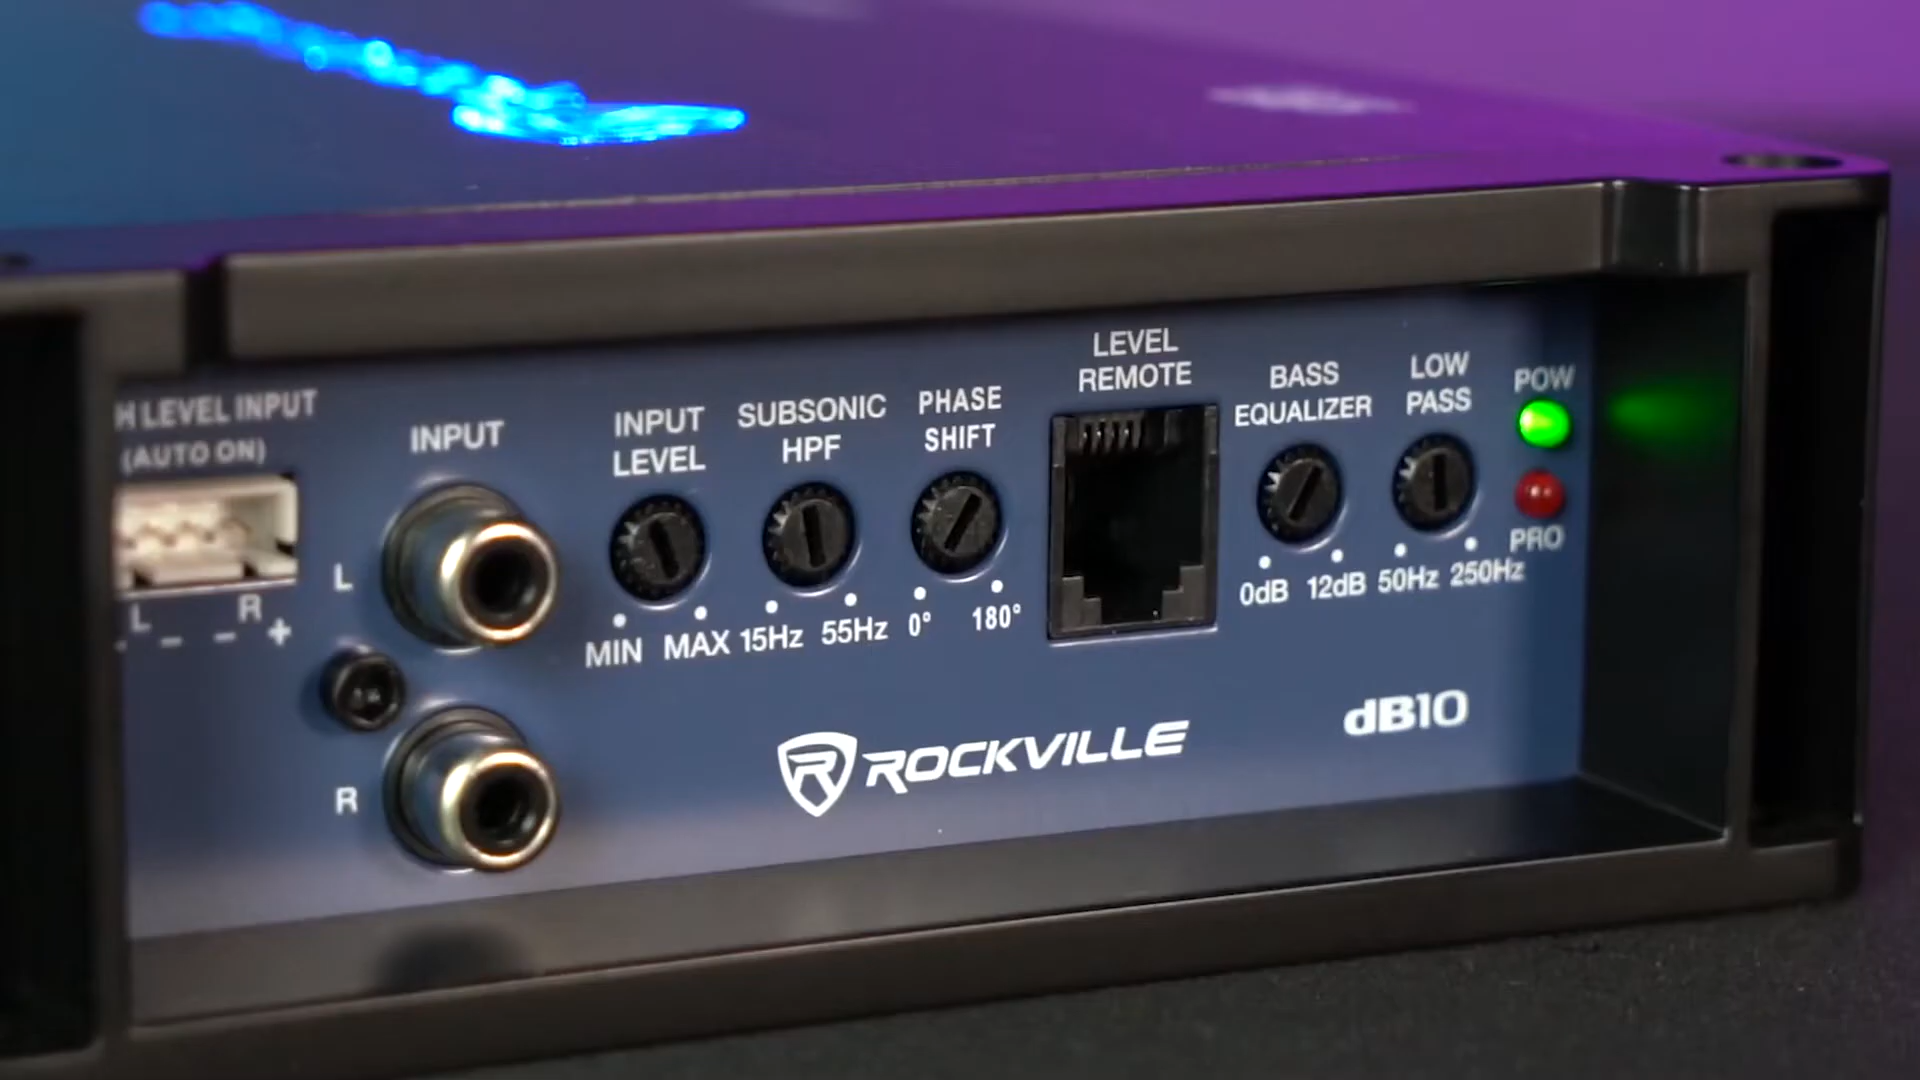 H LEVEL INPUT
(AUTO ON)
L R
- - +
INPUT
L
R
INPUT
LEVEL
MIN MAX
SUBSONIC
HPF
15Hz 55Hz
PHASE
SHIFT
0° 180°
LEVEL
REMOTE
BASS
EQUALIZER
0dB 12dB
LOW
PASS
50Hz 250Hz
POW
PRO
R ROCKVILLE
dB10